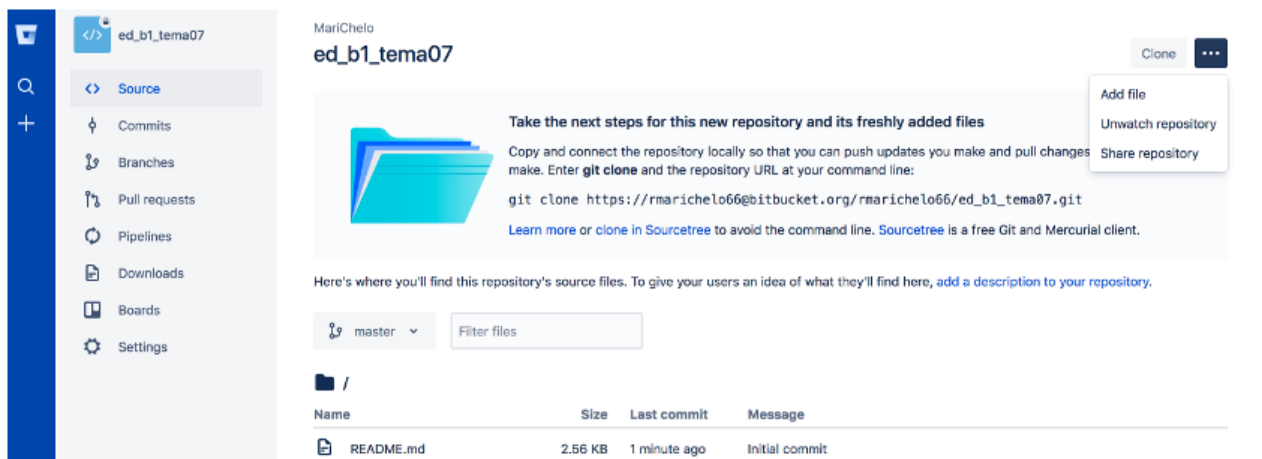 ed_b1_tema07
Source
Commits
Branches
Pull requests
Pipelines
Downloads
Boards
Settings
MariChelo
ed_b1_tema07
Clone
Add file
Unwatch repository
Share repository
Take the next steps for this new repository and its freshly added files
Copy and connect the repository locally so that you can push updates you make and pull changes
make. Enter git clone and the repository URL at your command line:
git clone https://rmarichelo66@bitbucket.org/rmarichelo66/ed_b1_tema07.git
Learn more or clone in Sourcetree to avoid the command line. Sourcetree is a free Git and Mercurial client.
Here's where you'll find this repository's source files. To give your users an idea of what they'll find here, add a description to your repository.
master
Filter files
/
Name Size Last commit Message
README.md 2.56 KB 1 minute ago Initial commit